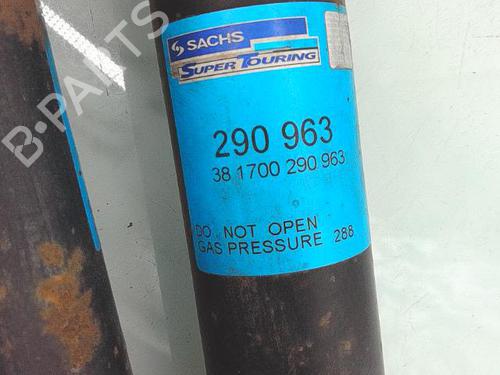 SACHS
SUPER TOURING
290 963
38 1700 290 963
DO NOT OPEN
GAS PRESSURE 288
B-PARTS